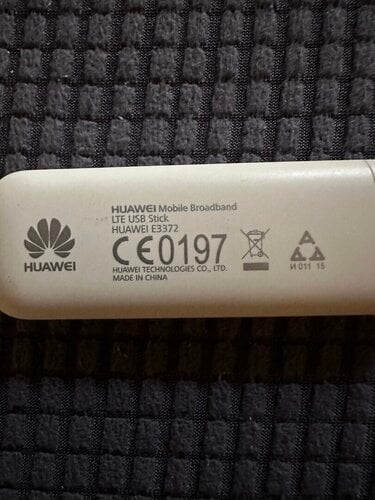 HUAWEI Mobile Broadband
LTE USB Stick
HUAWEI E3372
CE0197
HUAWEI TECHNOLOGIES CO., LTD.
MADE IN CHINA
HUAWEI
И 011 15